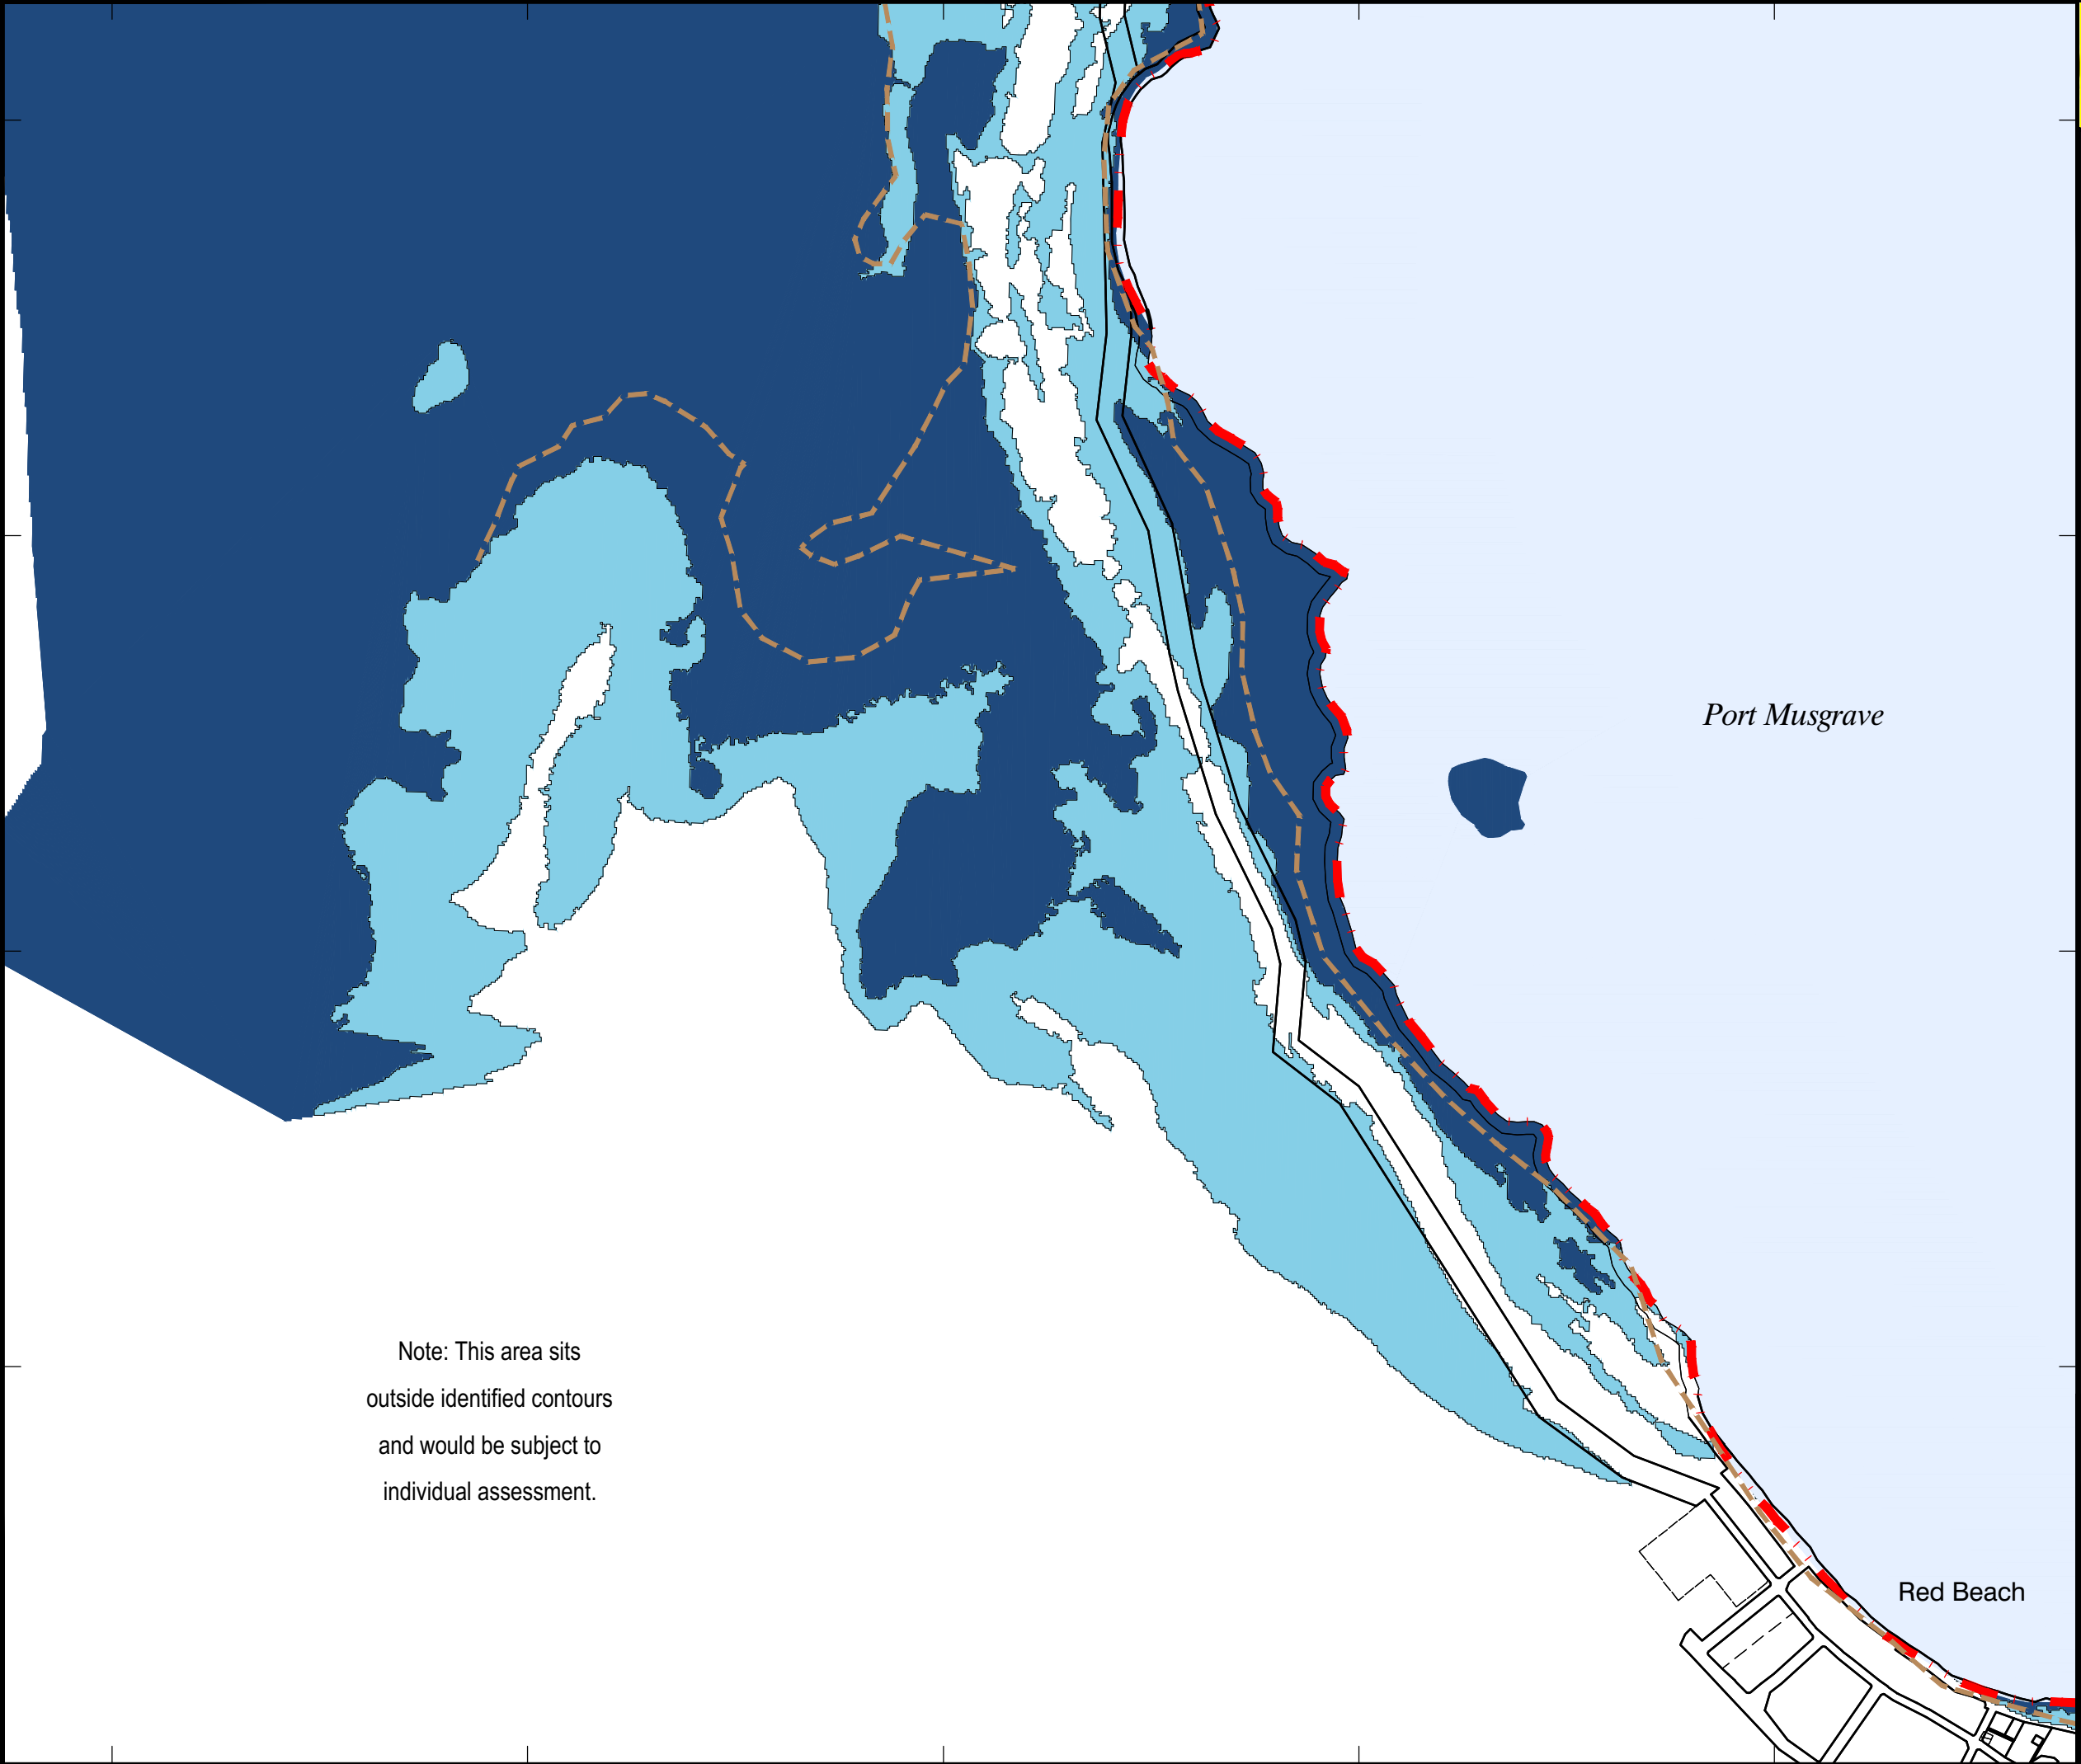 Port Musgrave
Note: This area sits
outside identified contours
and would be subject to
individual assessment.
Red Beach